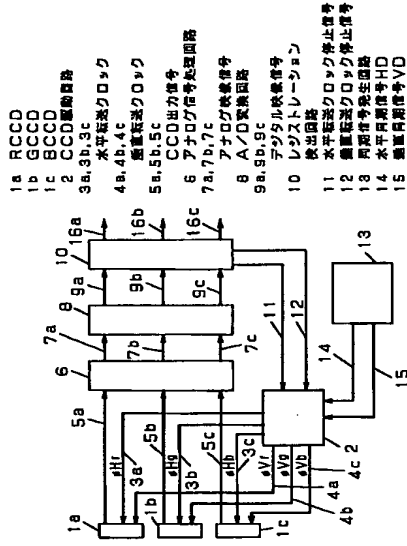 1a RCCD
1b GCCD
1c BCCD
2 CCD駆動回路
3a,3b,3c
水平転送クロック
4a,4b,4c
垂直転送クロック
5a,5b,5c
CCD出力信号
6 アナログ信号処理回路
7a,7b,7c
アナログ映像信号
8 A/D変換回路
9a,9b,9c
デジタル映像信号
10 レジストレーション
検出回路
11 水平転送クロック停止信号
12 垂直転送クロック停止信号
13 同期信号発生回路
14 水平同期信号HD
15 垂直同期信号VD
16a
16b
16c
10
9a
9b
9c
8
7a
7b
7c
6
5a
5b
5c
11
12
13
14
15
øHr
3a
øHg
3b
øHb
3c
øVr
øVg
øVb
4a
4b
4c
2
1a
1b
1c